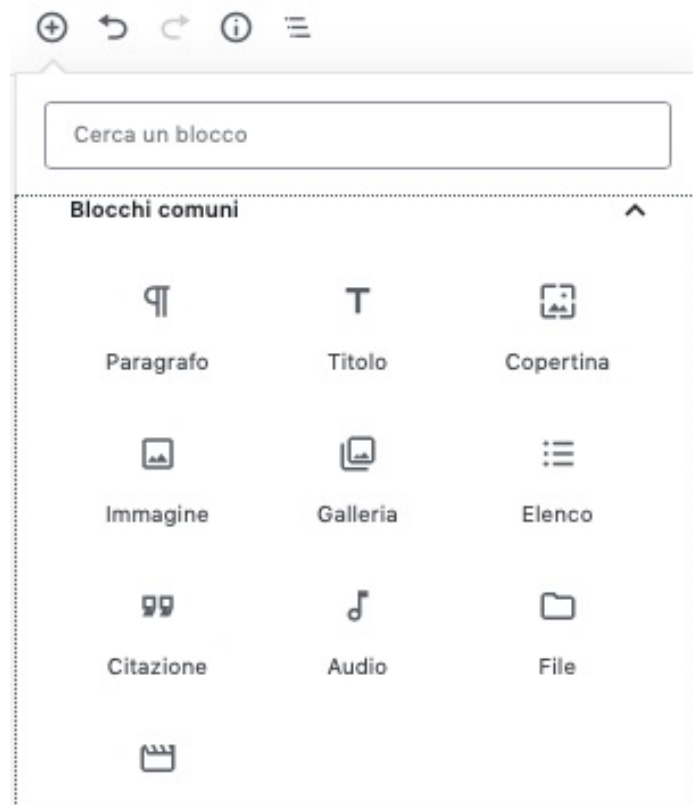 Cerca un blocco
Blocchi comuni
Paragrafo Titolo Copertina
Immagine Galleria Elenco
Citazione Audio File